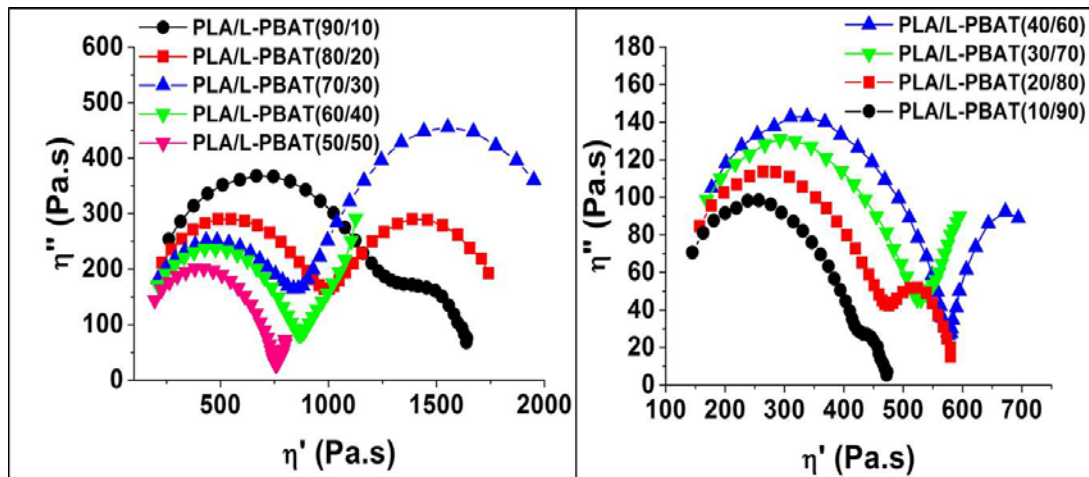 PLA/L-PBAT(90/10)
PLA/L-PBAT(80/20)
PLA/L-PBAT(70/30)
PLA/L-PBAT(60/40)
PLA/L-PBAT(50/50)
600
500
400
300
200
100
0
η'' (Pa.s)
500 1000 1500 2000
η' (Pa.s)
PLA/L-PBAT(40/60)
PLA/L-PBAT(30/70)
PLA/L-PBAT(20/80)
PLA/L-PBAT(10/90)
180
160
140
120
100
80
60
40
20
0
η'' (Pa.s)
100 200 300 400 500 600 700
η' (Pa.s)